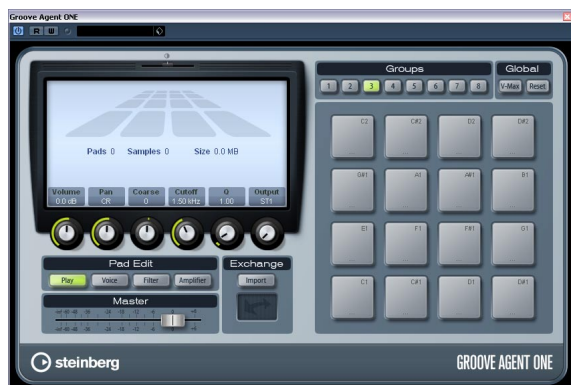 Groove Agent ONE
R W
Groups
Global
1 2 3 4 5 6 7 8
V-Max Reset
Pads 0 Samples 0 Size 0.0 MB
Volume Pan Coarse Cutoff Q Output
0.0 dB CR 0 1.50 kHz 1.00 ST1
C2 C#2 D2 D#2
G#1 A1 A#1 B1
E1 F1 F#1 G1
C1 C#1 D1 D#1
Pad Edit
Play Voice Filter Amplifier
Exchange
Import
Master
steinberg
GROOVE AGENT ONE